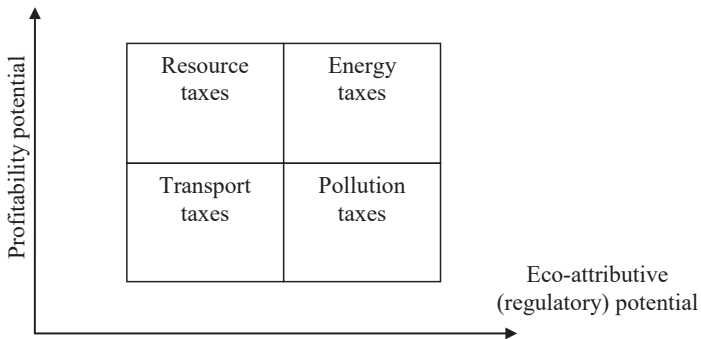 Profitability potential
Resource
taxes
Energy
taxes
Transport
taxes
Pollution
taxes
Eco-attributive
(regulatory) potential